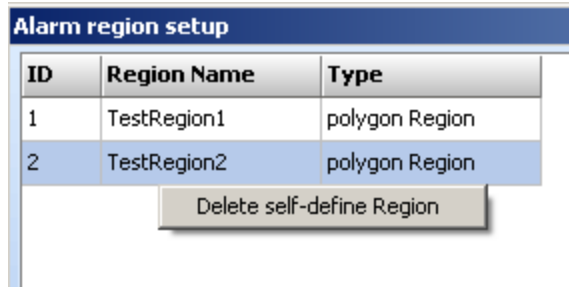 Alarm region setup
ID Region Name Type
1 TestRegion1 polygon Region
2 TestRegion2 polygon Region
Delete self-define Region